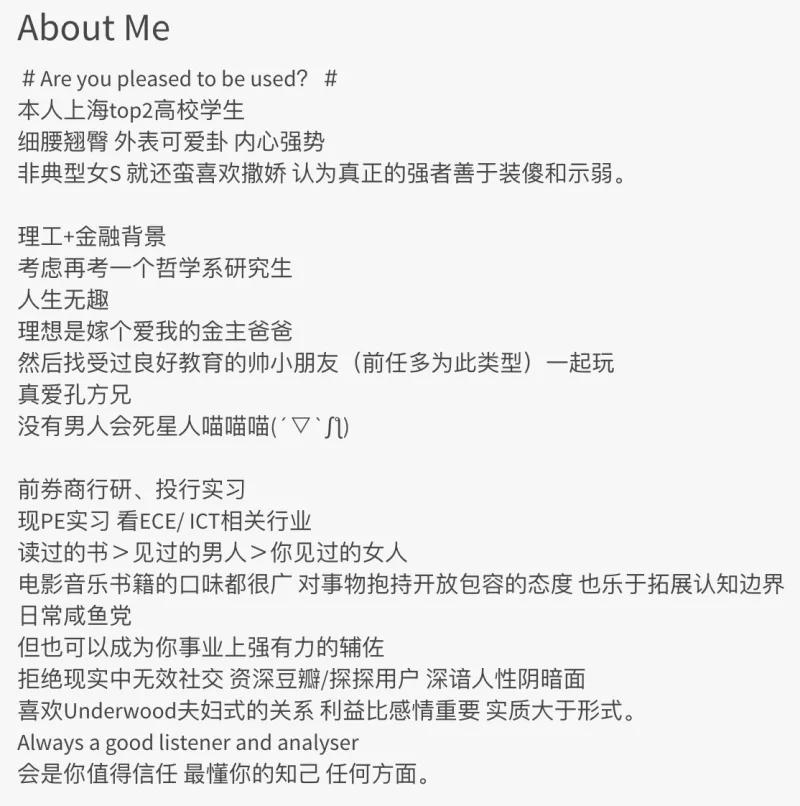 About Me
＃Are you pleased to be used? ＃
本人上海top2高校学生
细腰翘臀 外表可爱卦 内心强势
非典型女S 就还蛮喜欢撒娇 认为真正的强者善于装傻和示弱。
理工+金融背景
考虑再考一个哲学系研究生
人生无趣
理想是嫁个爱我的金主爸爸
然后找受过良好教育的帅小朋友（前任多为此类型）一起玩
真爱孔方兄
没有男人会死星人喵喵喵(ˊ▽ˋʃƪ)
前券商行研、投行实习
现PE实习 看ECE/ ICT相关行业
读过的书＞见过的男人＞你见过的女人
电影音乐书籍的口味都很广 对事物抱持开放包容的态度 也乐于拓展认知边界
日常咸鱼党
但也可以成为你事业上强有力的辅佐
拒绝现实中无效社交 资深豆瓣/探探用户 深谙人性阴暗面
喜欢Underwood夫妇式的关系 利益比感情重要 实质大于形式。
Always a good listener and analyser
会是你值得信任 最懂你的知己 任何方面。